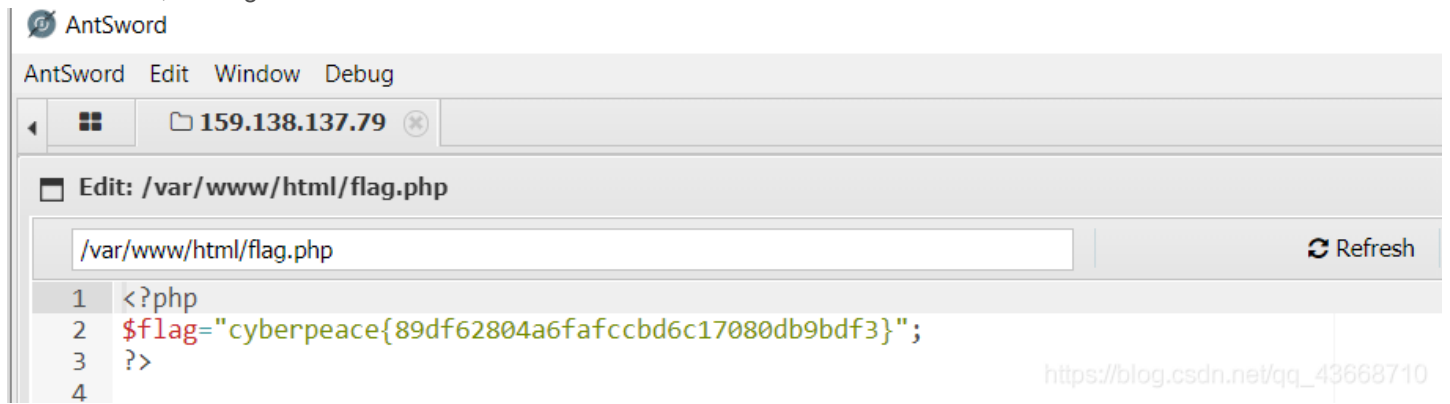 AntSword
AntSword Edit Window Debug
159.138.137.79
Edit: /var/www/html/flag.php
/var/www/html/flag.php Refresh
1 <?php
2 $flag="cyberpeace{89df62804a6fafccbd6c17080db9bdf3}";
3 ?>
4
https://blog.csdn.net/qq_43668710